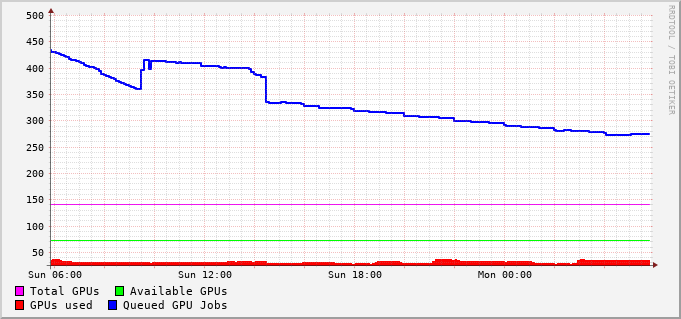 500
450
400
350
300
250
200
150
100
50
Sun 06:00 Sun 12:00 Sun 18:00 Mon 00:00
Total GPUs Available GPUs
GPUs used Queued GPU Jobs
RRDTOOL / TOBI OETIKER